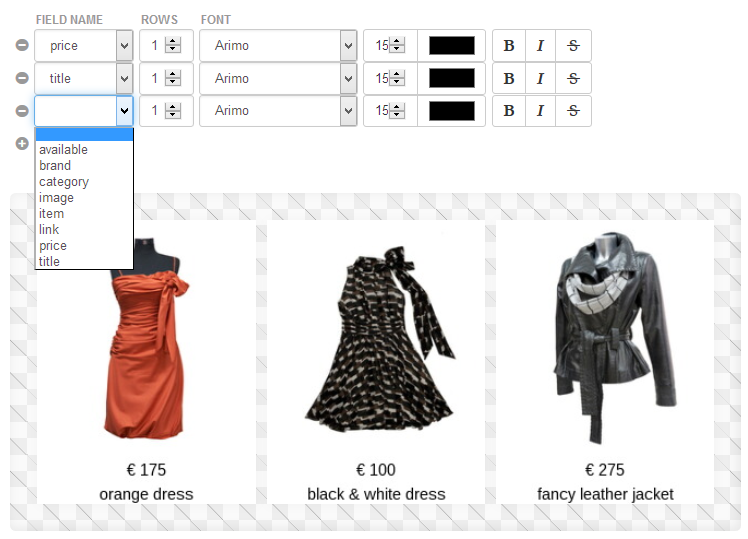 FIELD NAME ROWS FONT
price 1 Arimo 15 B I S
title 1 Arimo 15 B I S
1 Arimo 15 B I S
available
brand
category
image
item
link
price
title
€ 175 € 100 € 275
orange dress black & white dress fancy leather jacket